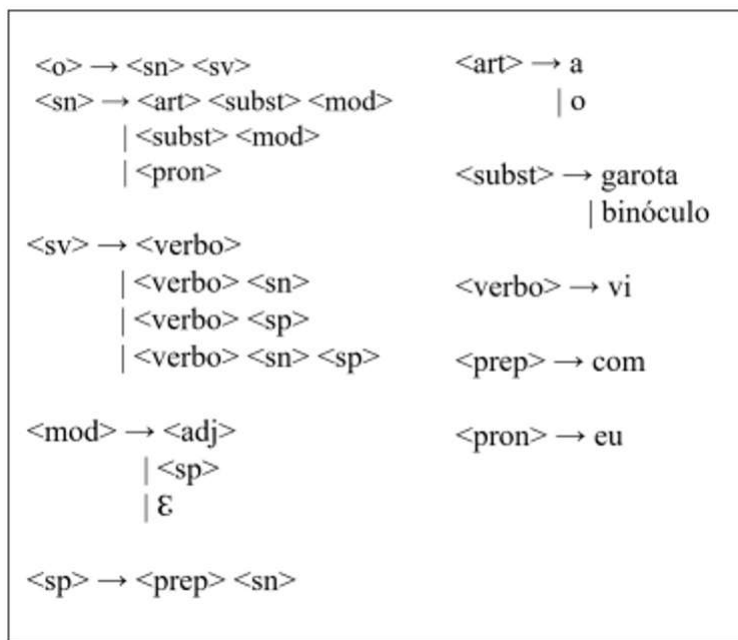 <o> → <sn> <sv>
<sn> → <art> <subst> <mod>
| <subst> <mod>
| <pron>
<sv> → <verbo>
| <verbo> <sn>
| <verbo> <sp>
| <verbo> <sn> <sp>
<mod> → <adj>
| <sp>
| ε
<sp> → <prep> <sn>
<art> → a
| o
<subst> → garota
| binóculo
<verbo> → vi
<prep> → com
<pron> → eu